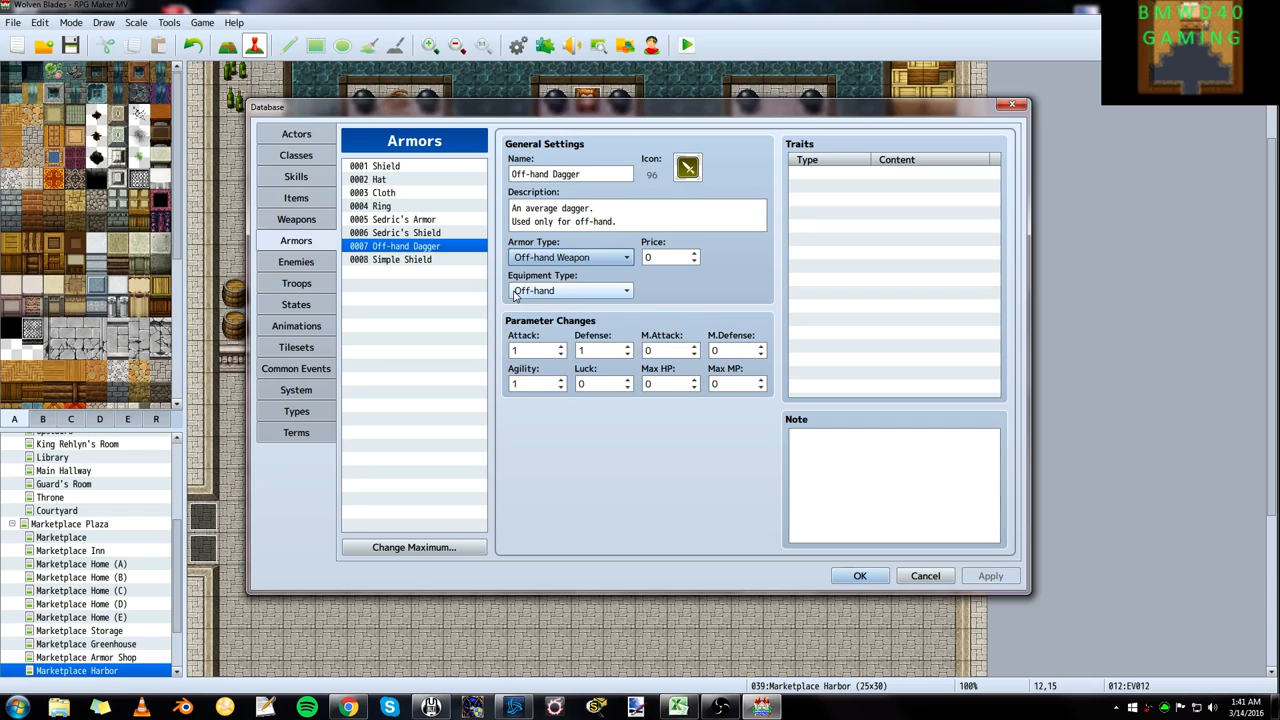 Wolven Blades - RPG Maker MV
File Edit Mode Draw Scale Tools Game Help
BMWD40
GAMING
Database
Actors
Classes
Skills
Items
Weapons
Armors
Enemies
Troops
States
Animations
Tilesets
Common Events
System
Types
Terms
Armors
0001 Shield
0002 Hat
0003 Cloth
0004 Ring
0005 Sedric's Armor
0006 Sedric's Shield
0007 Off-hand Dagger
0008 Simple Shield
Change Maximum...
General Settings
Name: Icon:
Off-hand Dagger 96
Description:
An average dagger.
Used only for off-hand.
Armor Type: Price:
Off-hand Weapon 0
Equipment Type:
Off-hand
Parameter Changes
Attack: Defense: M.Attack: M.Defense:
1 1 0 0
Agility: Luck: Max HP: Max MP:
1 0 0 0
Traits
Type Content
Note
OK Cancel Apply
A B C D E R
King Rehlyn's Room
Library
Main Hallway
Guard's Room
Throne
Courtyard
Marketplace Plaza
Marketplace
Marketplace Inn
Marketplace Home (A)
Marketplace Home (B)
Marketplace Home (C)
Marketplace Home (D)
Marketplace Home (E)
Marketplace Storage
Marketplace Greenhouse
Marketplace Armor Shop
Marketplace Harbor
039:Marketplace Harbor (25x30) 100% 12,15 012:EV012
1:41 AM
3/14/2016